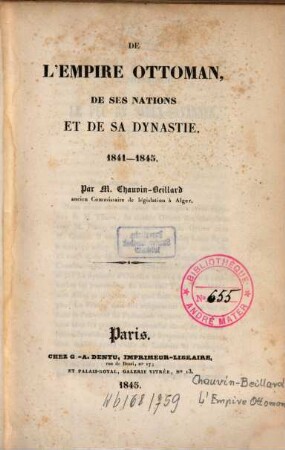 DE
L'EMPIRE OTTOMAN,
DE SES NATIONS
ET DE SA DYNASTIE.
1841—1845.
Par M. Chauvin-Beillard
ancien Commissaire de législation à Alger.
BIBLIOTHÈQUE
N° 655
ANDRÉ MATER
Paris.
CHEZ G-A. DENTU, IMPRIMEUR-LIBRAIRE,
ET PALAIS-ROYAL, GALERIE VITRÉE, N° 13.
1845.
Chauvin-Beillard
L'Empire Ottoman